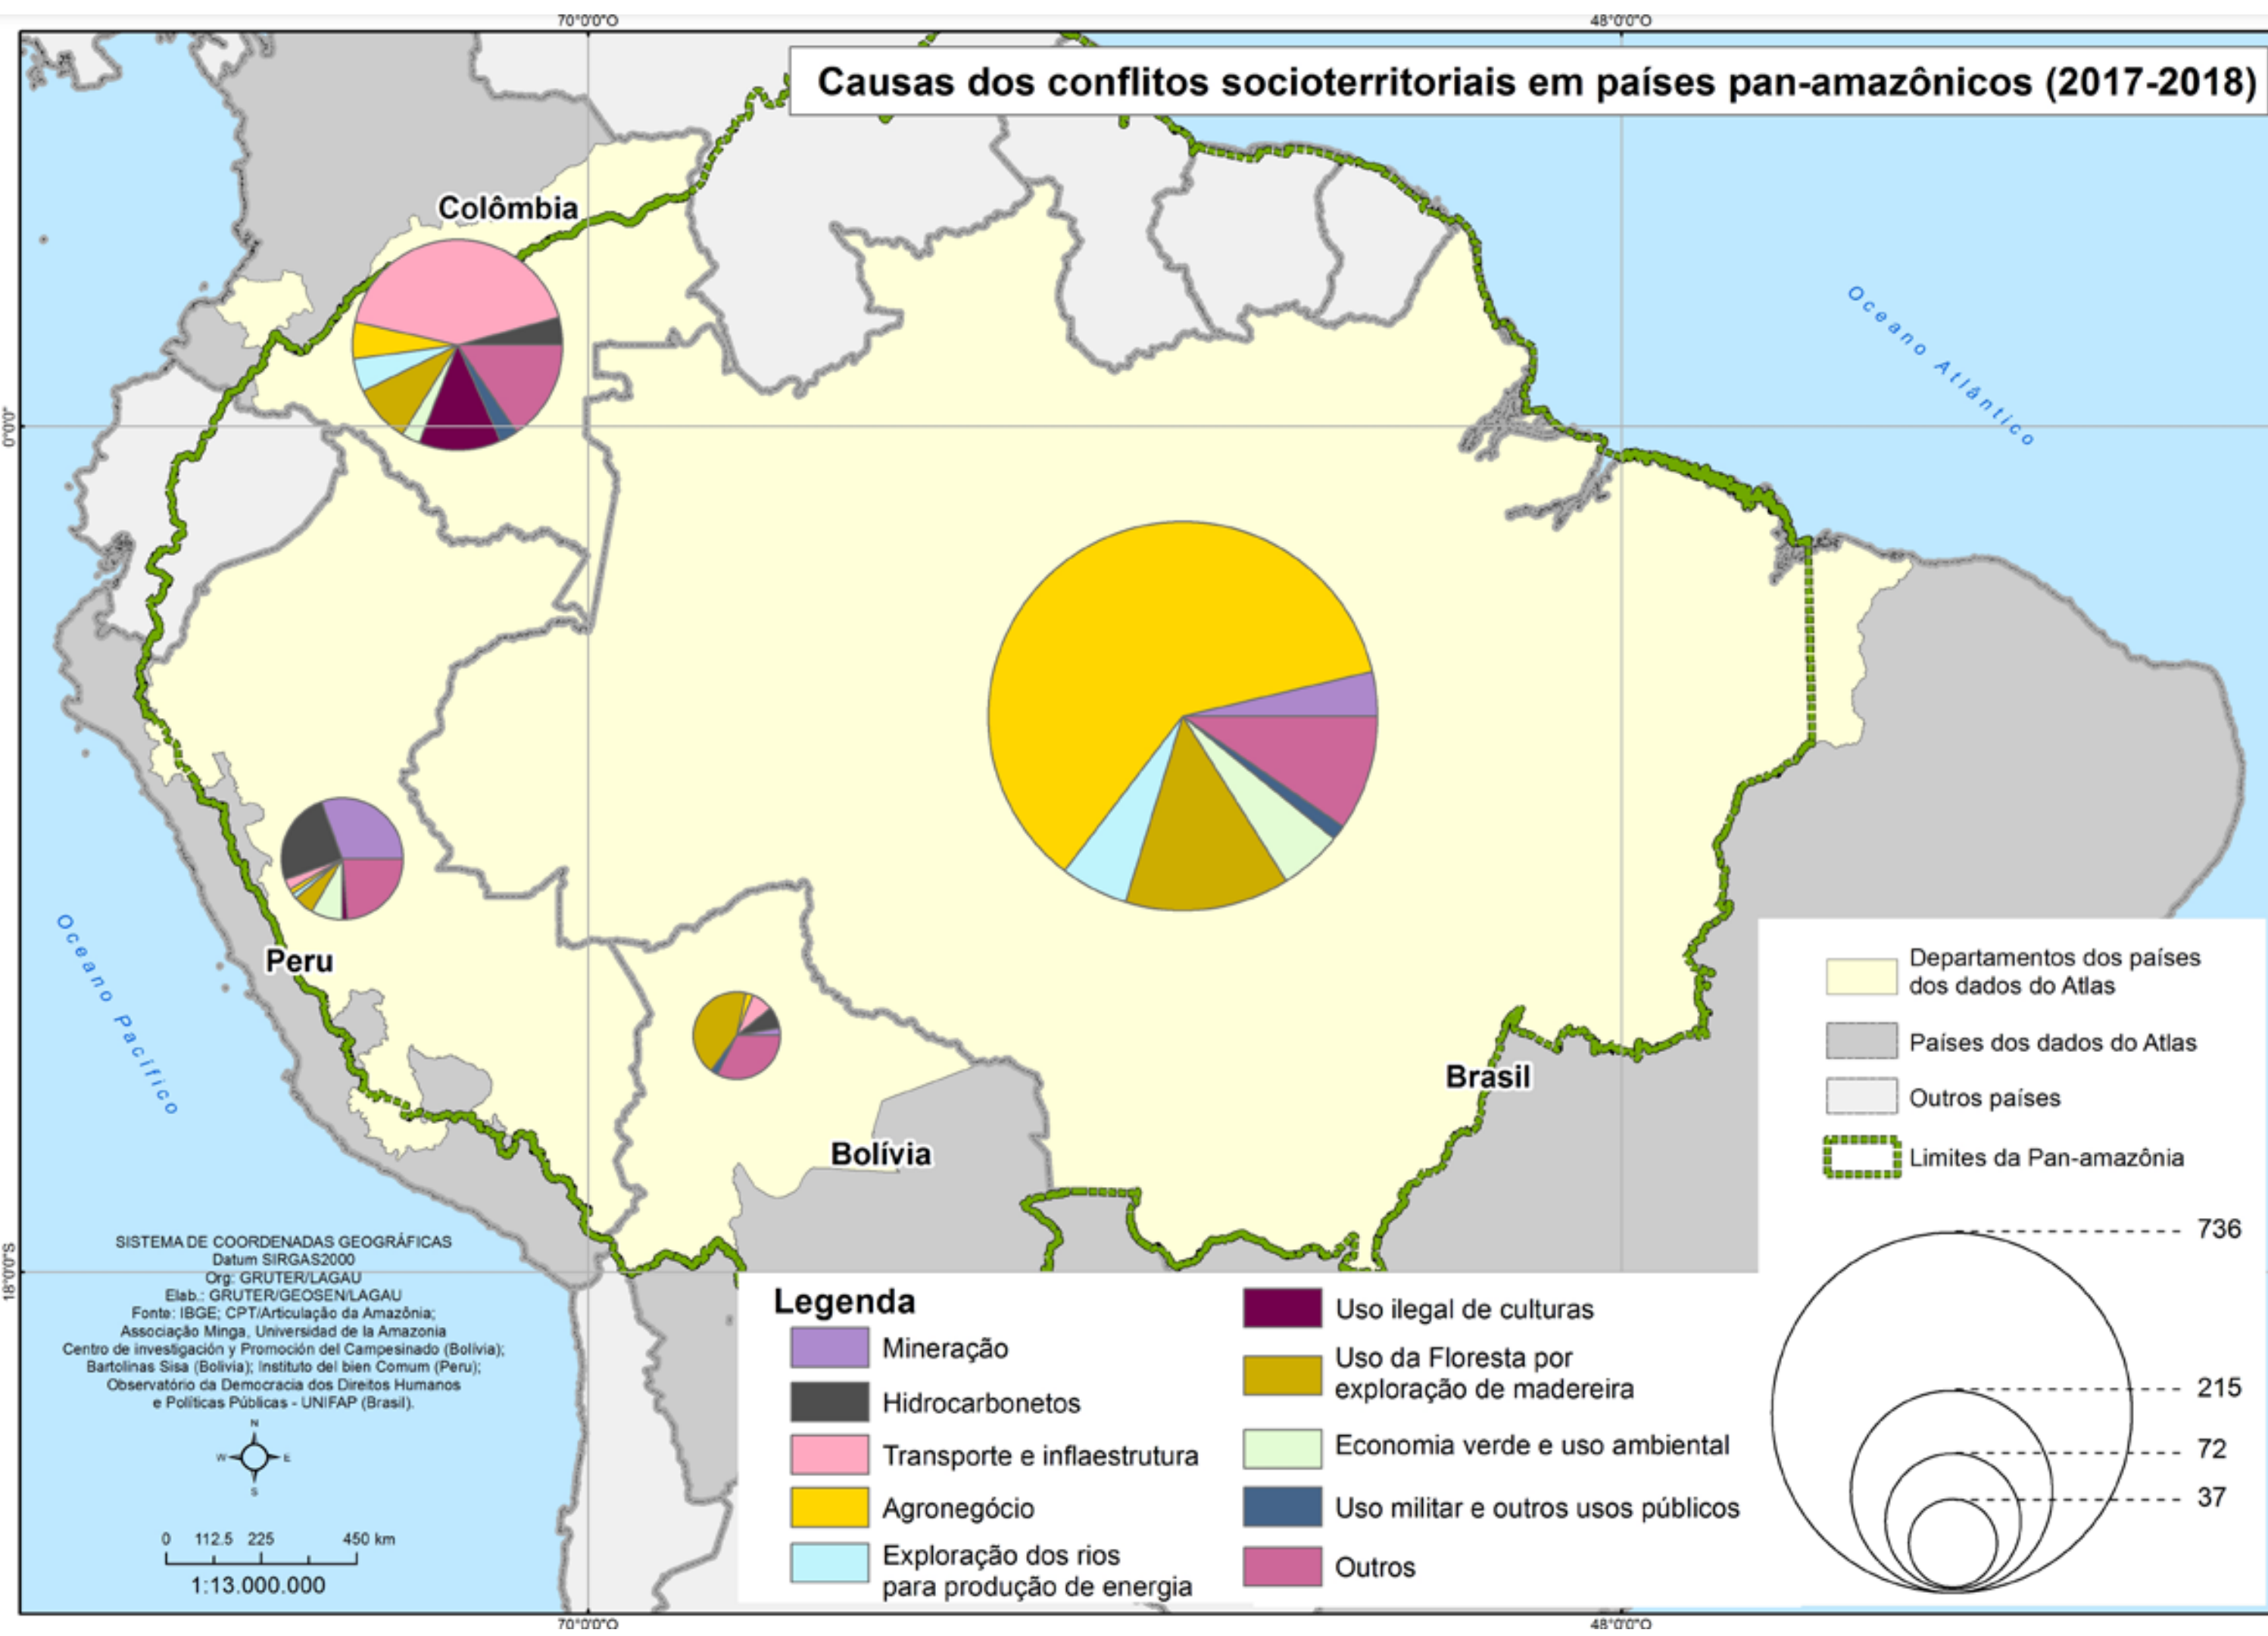 70°0'0"O
48°0'0"O
Causas dos conflitos socioterritoriais em países pan-amazônicos (2017-2018)
Colômbia
Oceano Atlântico
0°0'0"
Peru
Oceano Pacífico
Brasil
Bolívia
Departamentos dos países
dos dados do Atlas
Países dos dados do Atlas
Outros países
Limites da Pan-amazônia
736
215
72
37
18°0'0"S
SISTEMA DE COORDENADAS GEOGRÁFICAS
Datum SIRGAS2000
Org: GRUTER/LAGAU
Elab.: GRUTER/GEOSEN/LAGAU
Fonte: IBGE; CPT/Articulação da Amazônia;
Associação Minga, Universidad de la Amazonia
Centro de investigación y Promoción del Campesinado (Bolívia);
Bartolinas Sisa (Bolivia); Instituto del bien Comum (Peru);
Observatório da Democracia dos Direitos Humanos
e Políticas Públicas - UNIFAP (Brasil).
N
W
E
S
0 112.5 225 450 km
1:13.000.000
Legenda
Mineração
Hidrocarbonetos
Transporte e inflaestrutura
Agronegócio
Exploração dos rios
para produção de energia
Uso ilegal de culturas
Uso da Floresta por
exploração de madereira
Economia verde e uso ambiental
Uso militar e outros usos públicos
Outros
70°0'0"O
48°0'0"O